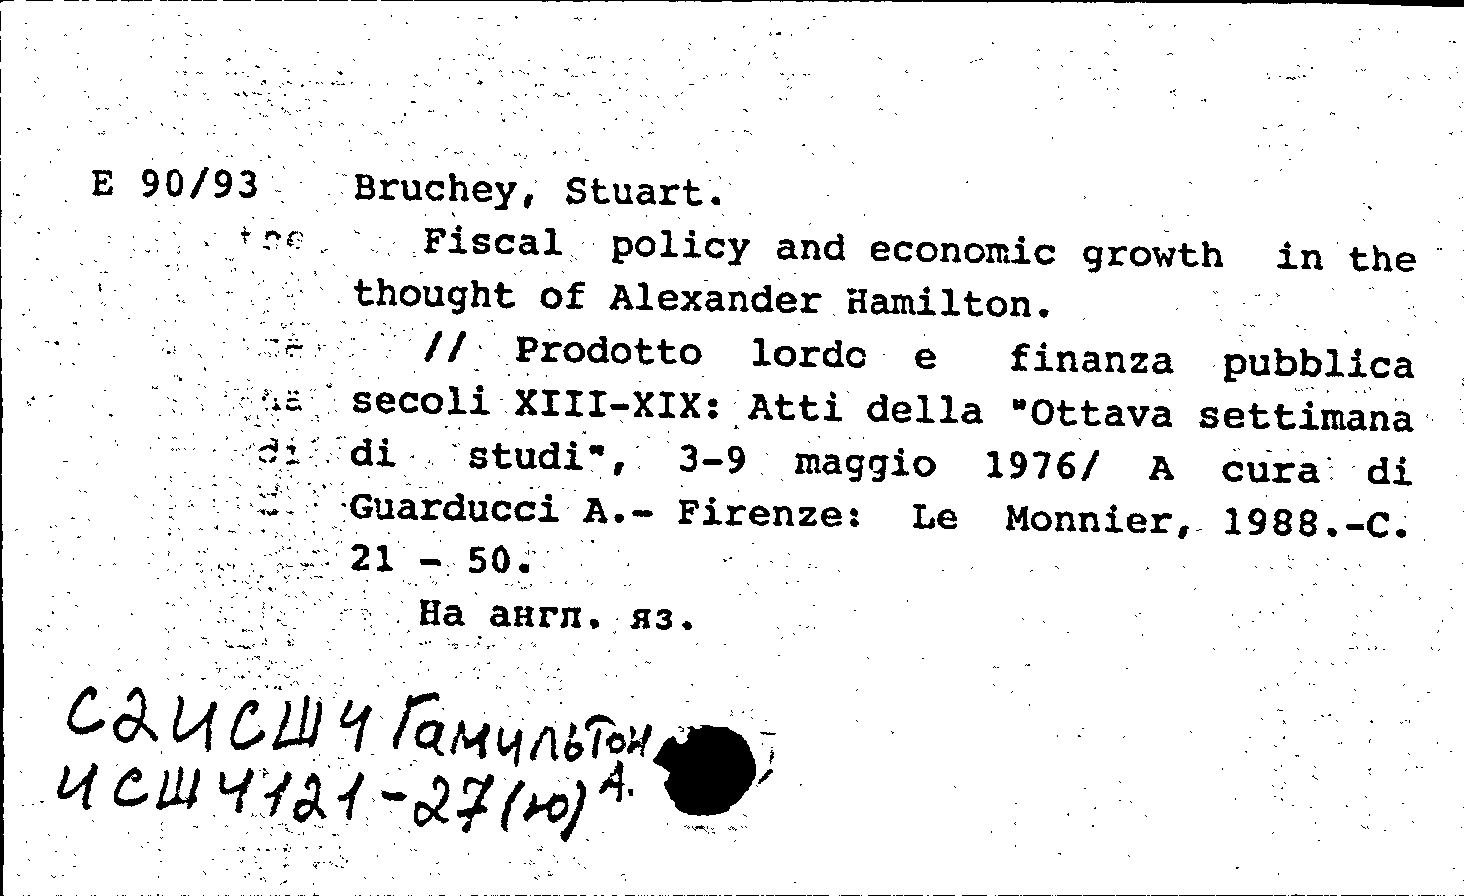 E 90/93 Bruchey, Stuart.
Fiscal policy and economic growth in the
thought of Alexander Hamilton.
// Prodotto lordo e finanza pubblica
secoli XIII-XIX: Atti della "Ottava settimana
di studi", 3-9 maggio 1976/ A cura di
Guarducci A.- Firenze: Le Monnier, 1988.-C.
21 - 50.
На англ. яз.
С2ИСШ4 Гамильтон
А.
ИСШ4121-27(ю)